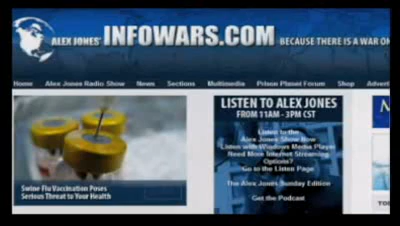 ALEX JONES' INFOWARS.COM BECAUSE THERE IS A WAR ON
Home Alex Jones Radio Show News Sections Multimedia Prison Planet Forum Shop Advert
LISTEN TO ALEX JONES
FROM 11AM - 3PM CST
Listen to the
Alex Jones Show Now
Listen with Windows Media Player
Need More Internet Streaming
Options?
Go to the Listen Page
The Alex Jones Sunday Edition
Get the Podcast
Swine Flu Vaccination Poses
Serious Threat to Your Health